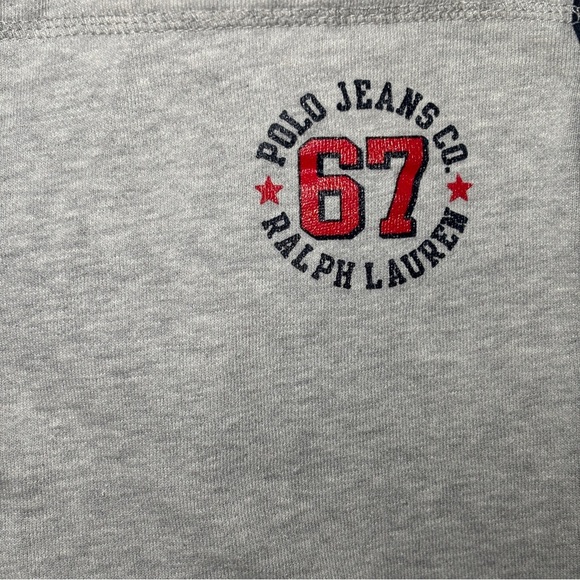 POLO JEANS CO.
67
RALPH LAUREN